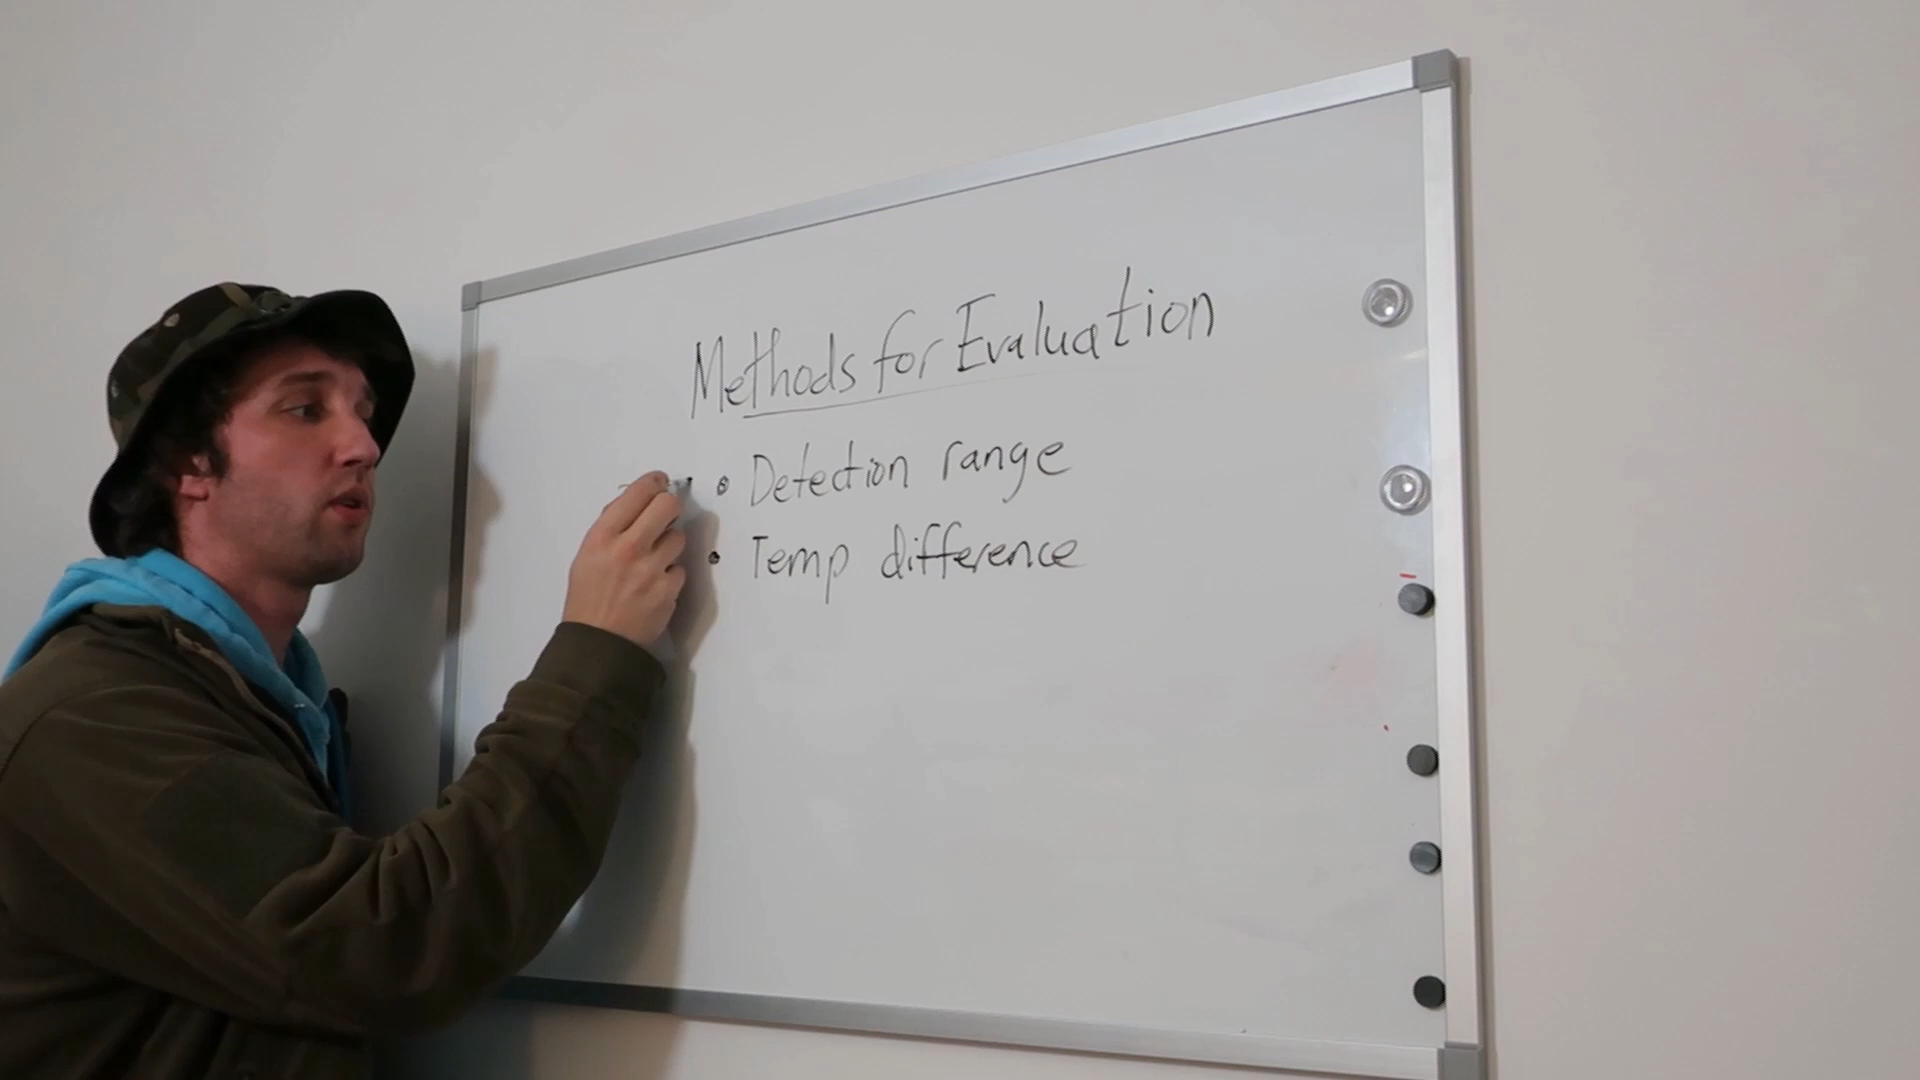 Methods for Evaluation
• Detection range
• Temp difference